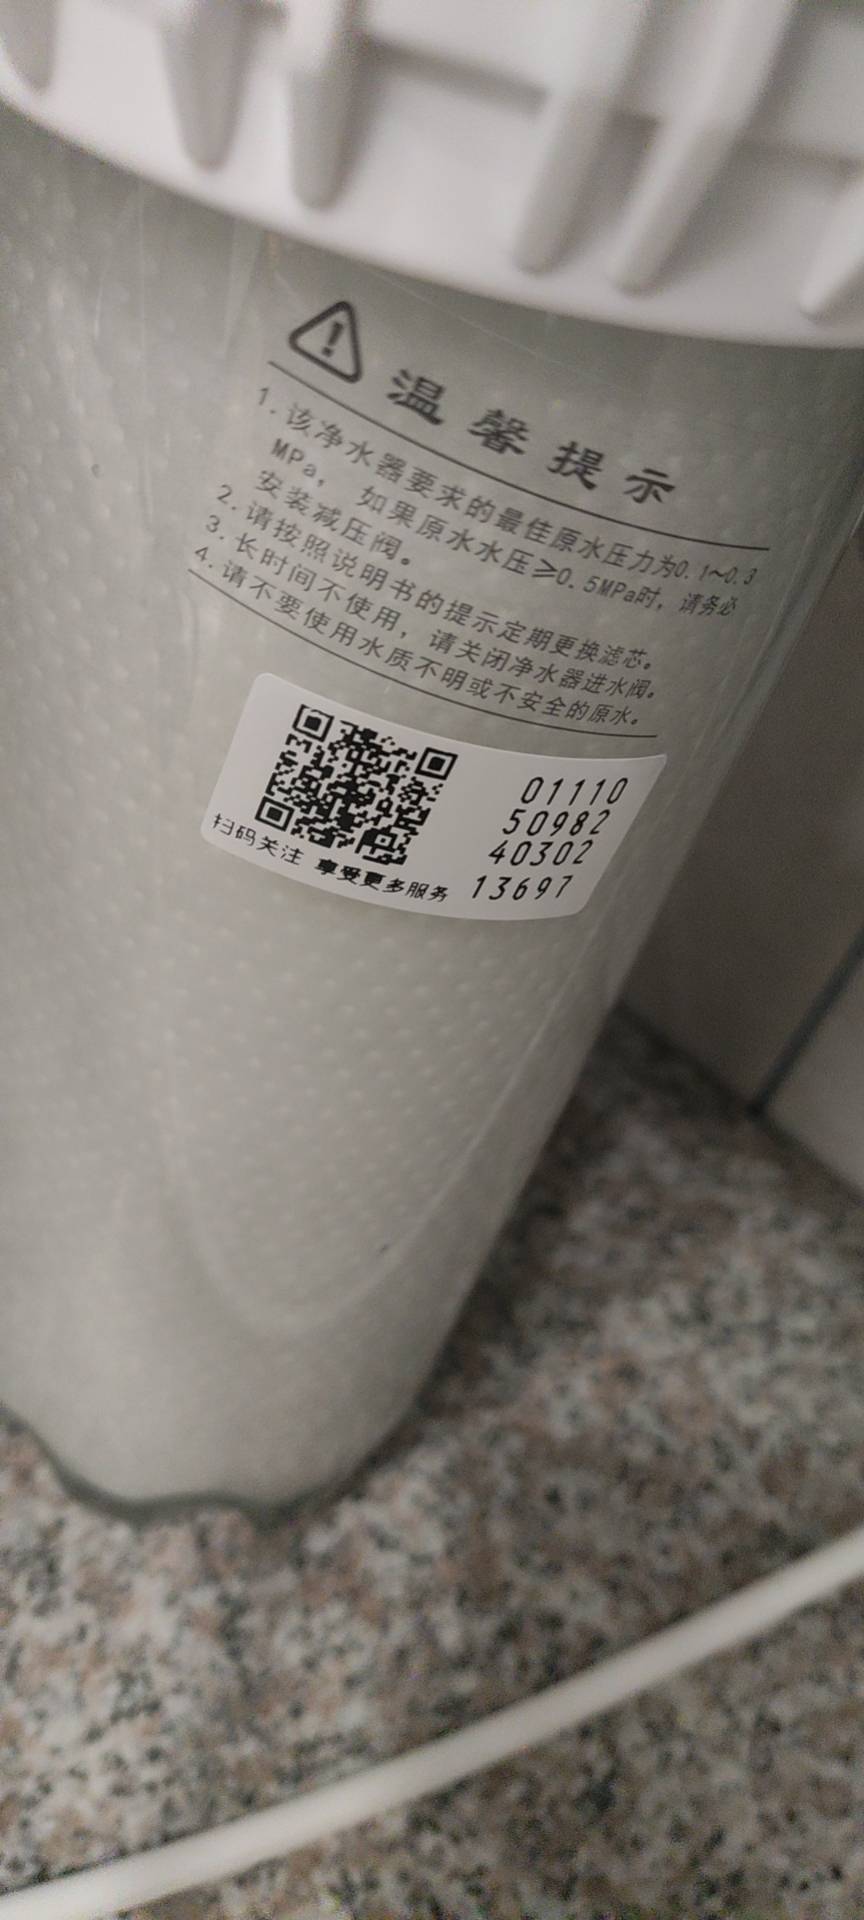 温馨提示
1.该净水器要求的最佳原水压力为0.1~0.3
MPa,如果原水水压≥0.5MPa时,请务必
安装减压阀。
2.请按照说明书的提示定期更换滤芯。
3.长时间不使用,请关闭净水器进水阀。
4.请不要使用水质不明或不安全的原水。
扫码关注 享受更多服务
01110
50982
40302
13697